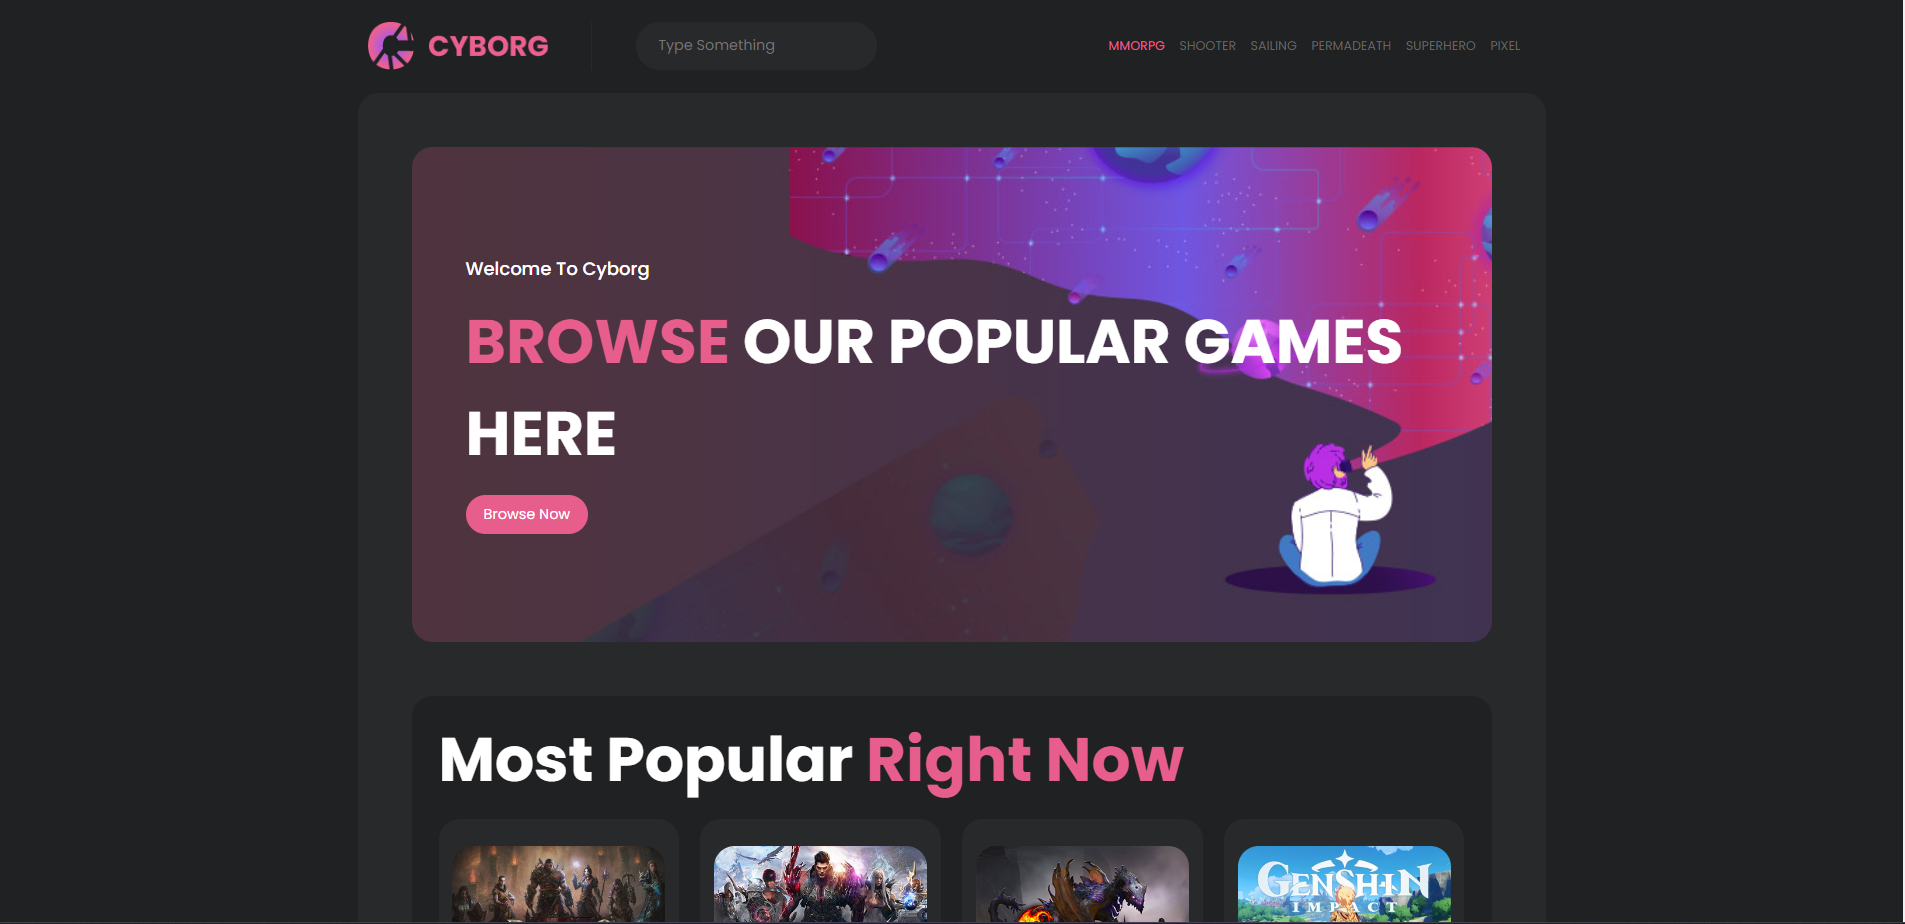 CYBORG
Type Something
MMORPG SHOOTER SAILING PERMADEATH SUPERHERO PIXEL
Welcome To Cyborg
BROWSE OUR POPULAR GAMES
HERE
Browse Now
Most Popular Right Now
GENSHIN
IMPACT